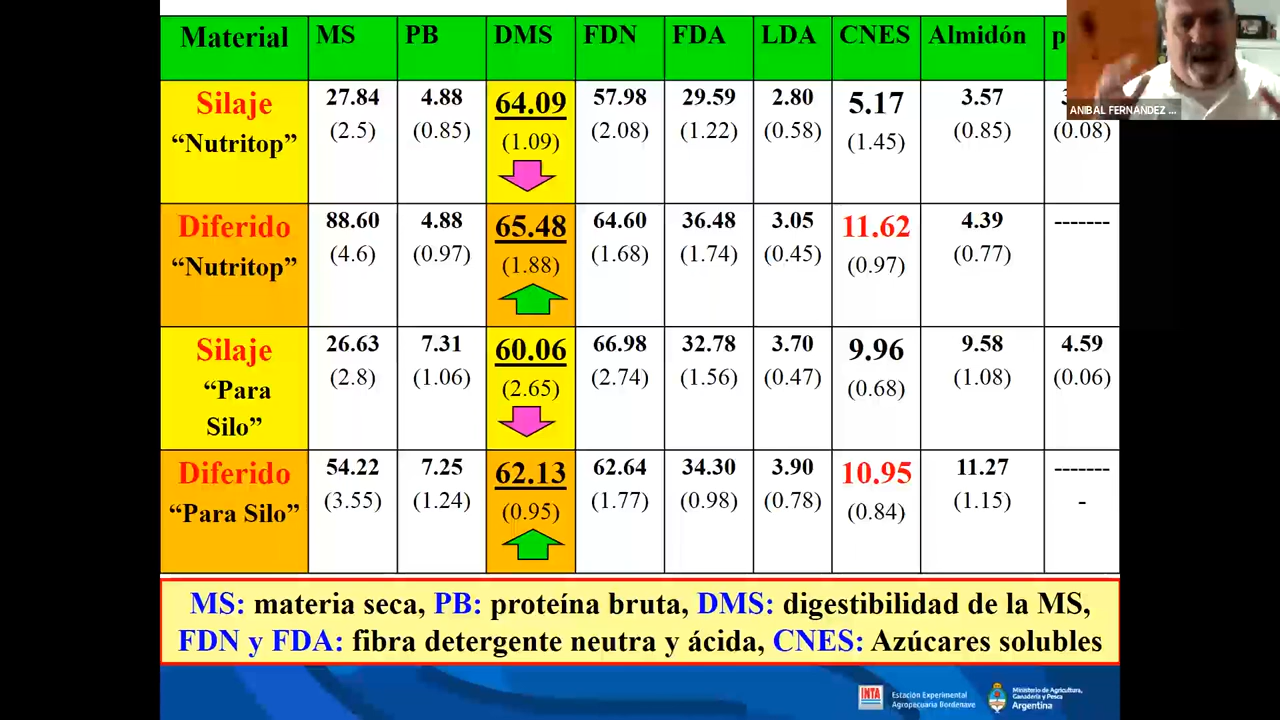 Material MS PB DMS FDN FDA LDA CNES Almidón p
Silaje 27.84 4.88 64.09 57.98 29.59 2.80 5.17 3.57
“Nutritop” (2.5) (0.85) (1.09) (2.08) (1.22) (0.58) (1.45) (0.85) (0.08)
Diferido 88.60 4.88 65.48 64.60 36.48 3.05 11.62 4.39 -------
“Nutritop” (4.6) (0.97) (1.88) (1.68) (1.74) (0.45) (0.97) (0.77)
Silaje 26.63 7.31 60.06 66.98 32.78 3.70 9.96 9.58 4.59
“Para (1.06) (2.8) (2.65) (2.74) (1.56) (0.47) (0.68) (1.08) (0.06)
Silo”
Diferido 54.22 7.25 62.13 62.64 34.30 3.90 10.95 11.27 -------
“Para Silo” (3.55) (1.24) (0.95) (1.77) (0.98) (0.78) (0.84) (1.15) -
MS: materia seca, PB: proteína bruta, DMS: digestibilidad de la MS,
FDN y FDA: fibra detergente neutra y ácida, CNES: Azúcares solubles
ANIBAL FERNANDEZ ...
INTA
Estación Experimental
Agropecuaria Bordenave
Ministerio de Agricultura,
Ganadería y Pesca
Argentina